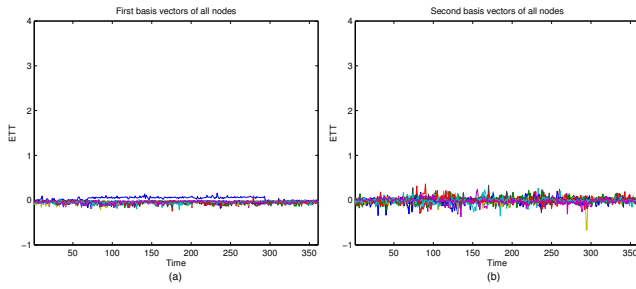 First basis vectors of all nodes
4
3
2
1
0
−1
ETT
50 100 150 200 250 300 350
Time
(a)
Second basis vectors of all nodes
4
3
2
1
0
−1
ETT
50 100 150 200 250 300 350
Time
(b)